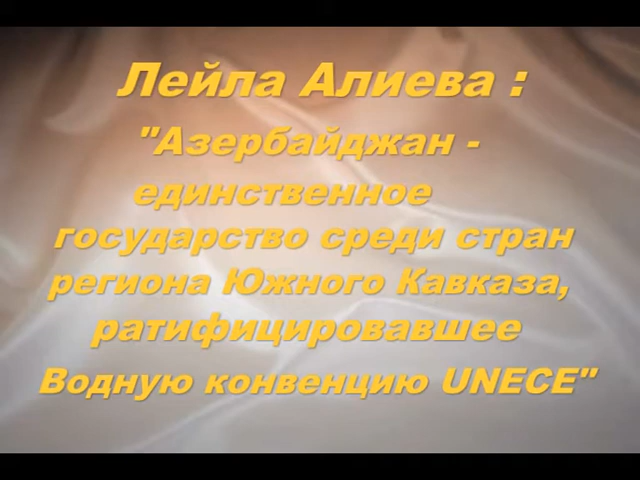 Лейла Алиева :
"Азербайджан -
единственное
государство среди стран
региона Южного Кавказа,
ратифицировавшее
Водную конвенцию UNECE"